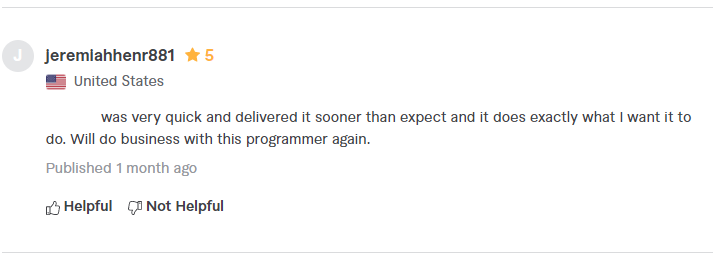 J
jeremlahhenr881 5
United States
was very quick and delivered it sooner than expect and it does exactly what I want it to
do. Will do business with this programmer again.
Published 1 month ago
Helpful Not Helpful